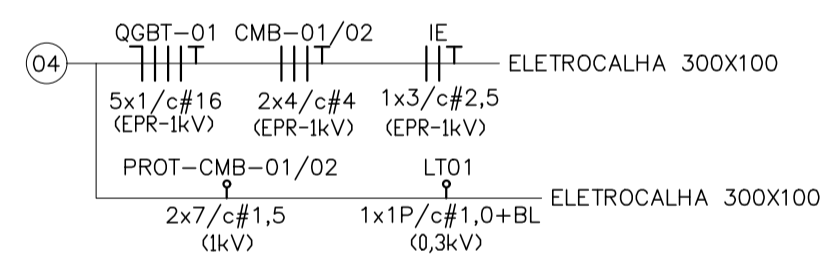 QGBT-01 CMB-01/02 IE
04 ELETROCALHA 300X100
5x1/c#16 2x4/c#4 1x3/c#2,5
(EPR-1kV) (EPR-1kV) (EPR-1kV)
PROT-CMB-01/02 LT01
ELETROCALHA 300X100
2x7/c#1,5 1x1P/c#1,0+BL
(1kV) (0,3kV)